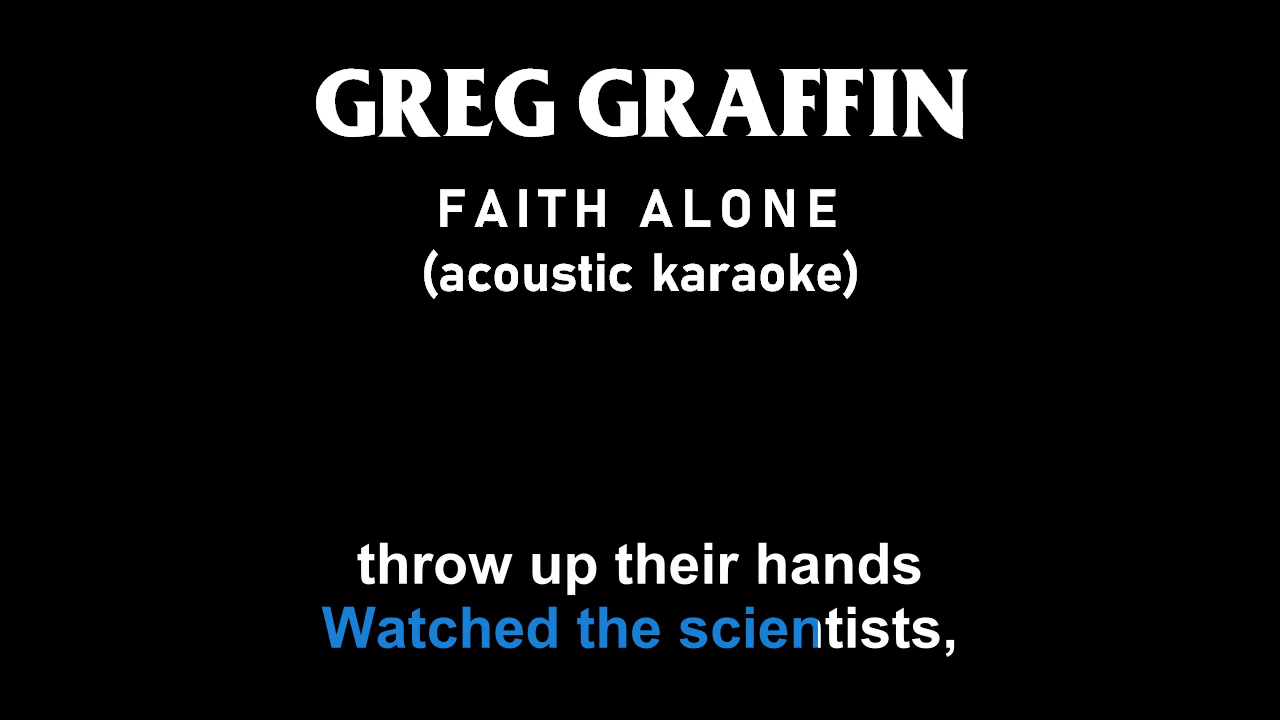 GREG GRAFFIN
FAITH ALONE
(acoustic karaoke)
throw up their hands
Watched the scientists,